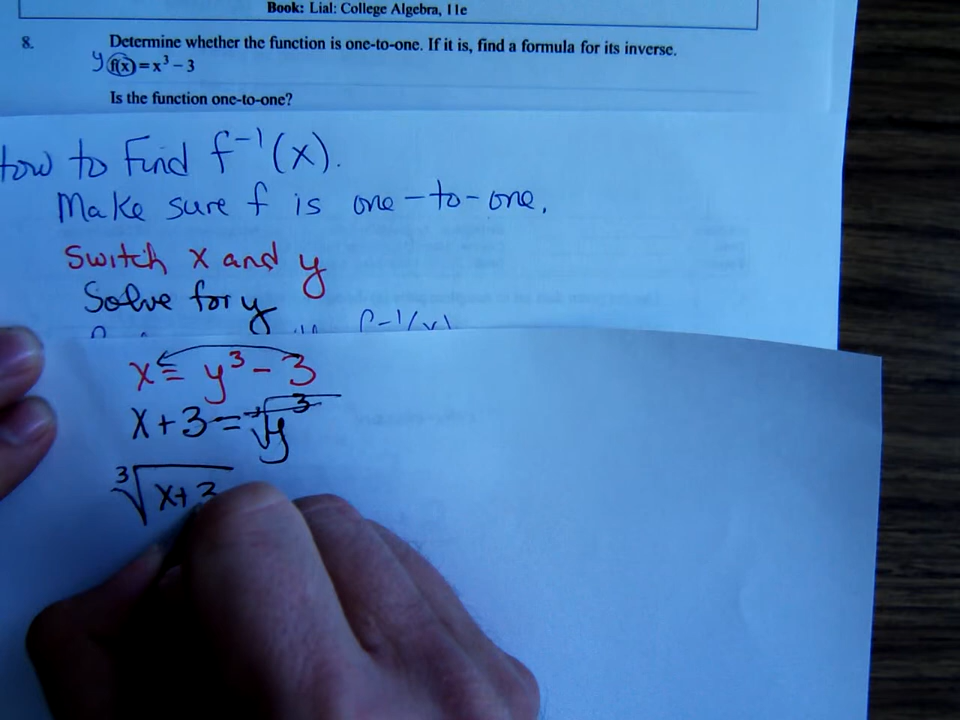 Book: Lial: College Algebra, 11e
8. Determine whether the function is one-to-one. If it is, find a formula for its inverse.
y f(x) = x³ − 3
Is the function one-to-one?
to Find f⁻¹(x).
Make sure f is one-to-one.
Switch x and y
Solve for y
f⁻¹(x)
x = y³ − 3
x + 3 = ∛y³
∛x+3